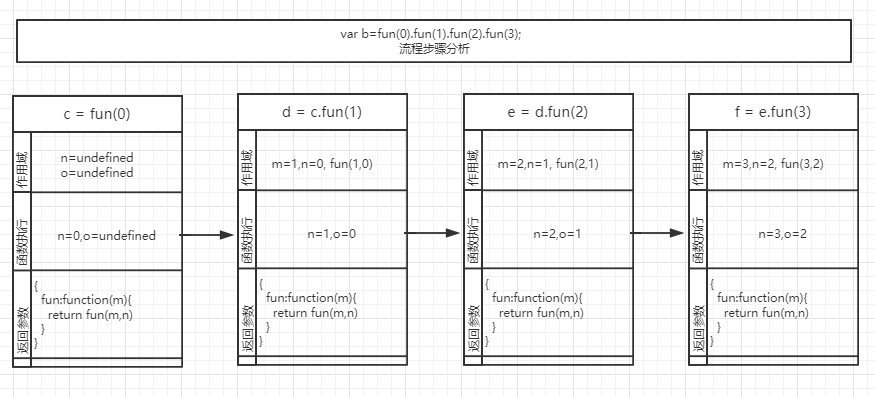 var b=fun(0).fun(1).fun(2).fun(3);
流程步骤分析
c = fun(0)
作用域
n=undefined
o=undefined
函数执行
n=0,o=undefined
返回参数
{
fun:function(m){
return fun(m,n)
}
}
d = c.fun(1)
作用域
m=1,n=0, fun(1,0)
函数执行
n=1,o=0
返回参数
{
fun:function(m){
return fun(m,n)
}
}
e = d.fun(2)
作用域
m=2,n=1, fun(2,1)
函数执行
n=2,o=1
返回参数
{
fun:function(m){
return fun(m,n)
}
}
f = e.fun(3)
作用域
m=3,n=2, fun(3,2)
函数执行
n=3,o=2
返回参数
{
fun:function(m){
return fun(m,n)
}
}